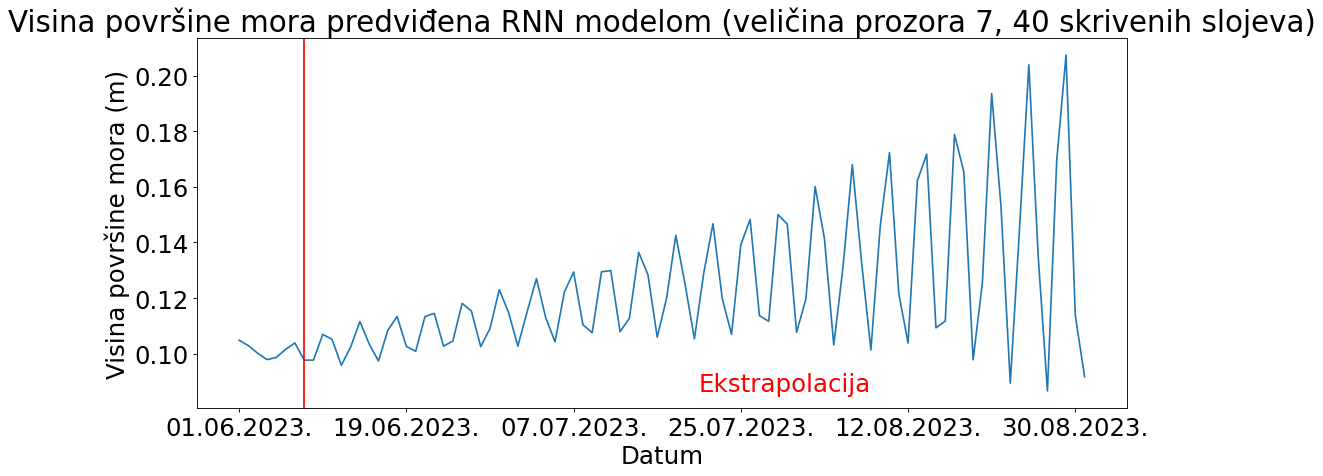 Visina površine mora predviđena RNN modelom (veličina prozora 7, 40 skrivenih slojeva)
Visina površine mora (m)
0.20
0.18
0.16
0.14
0.12
0.10
Ekstrapolacija
01.06.2023. 19.06.2023. 07.07.2023. 25.07.2023. 12.08.2023. 30.08.2023.
Datum